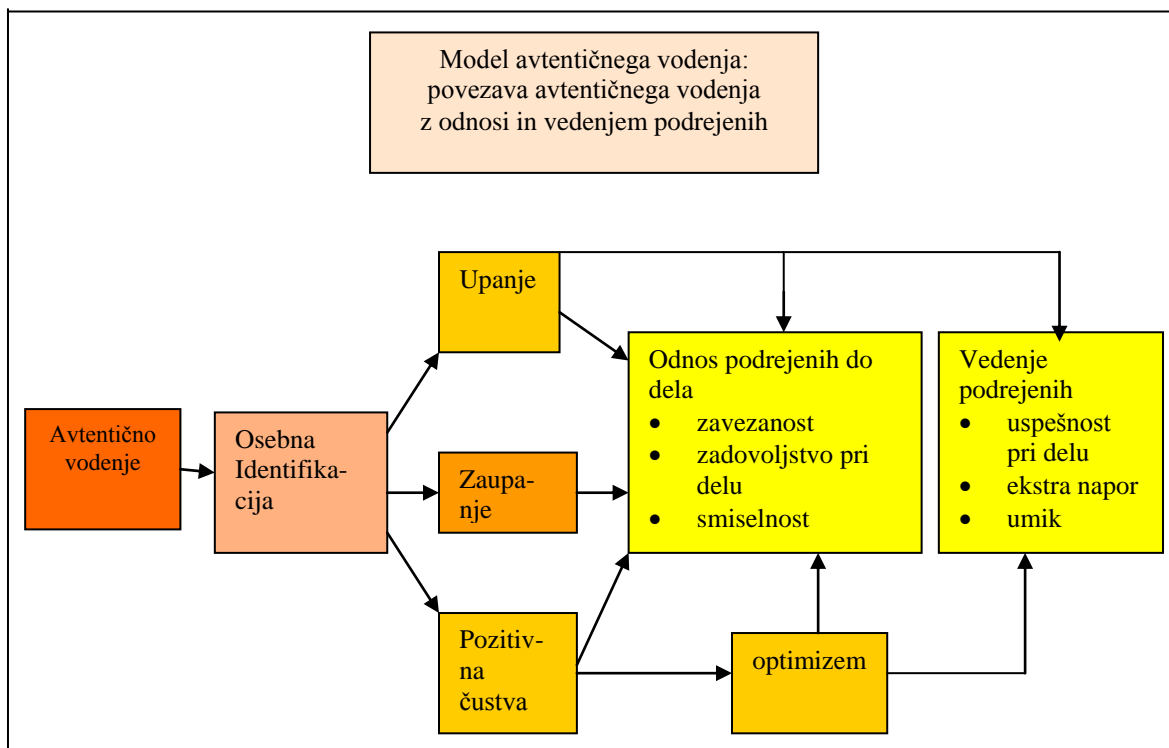 Model avtentičnega vodenja:
povezava avtentičnega vodenja
z odnosi in vedenjem podrejenih
Upanje
Odnos podrejenih do
dela
• zavezanost
• zadovoljstvo pri
delu
• smiselnost
Vedenje
podrejenih
• uspešnost
pri delu
• ekstra napor
• umik
Avtentično
vodenje
Osebna
Identifika-
cija
Zaupa-
nje
Pozitiv-
na
čustva
optimizem